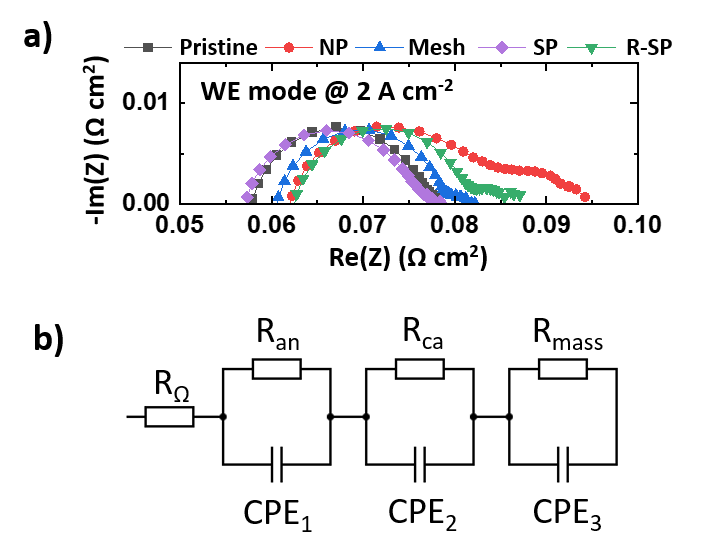 a)
Pristine NP Mesh SP R-SP
WE mode @ 2 A cm⁻²
-Im(Z) (Ω cm²)
0.01
0.00
0.05 0.06 0.07 0.08 0.09 0.10
Re(Z) (Ω cm²)
b)
R_Ω
R_an R_ca R_mass
CPE₁ CPE₂ CPE₃